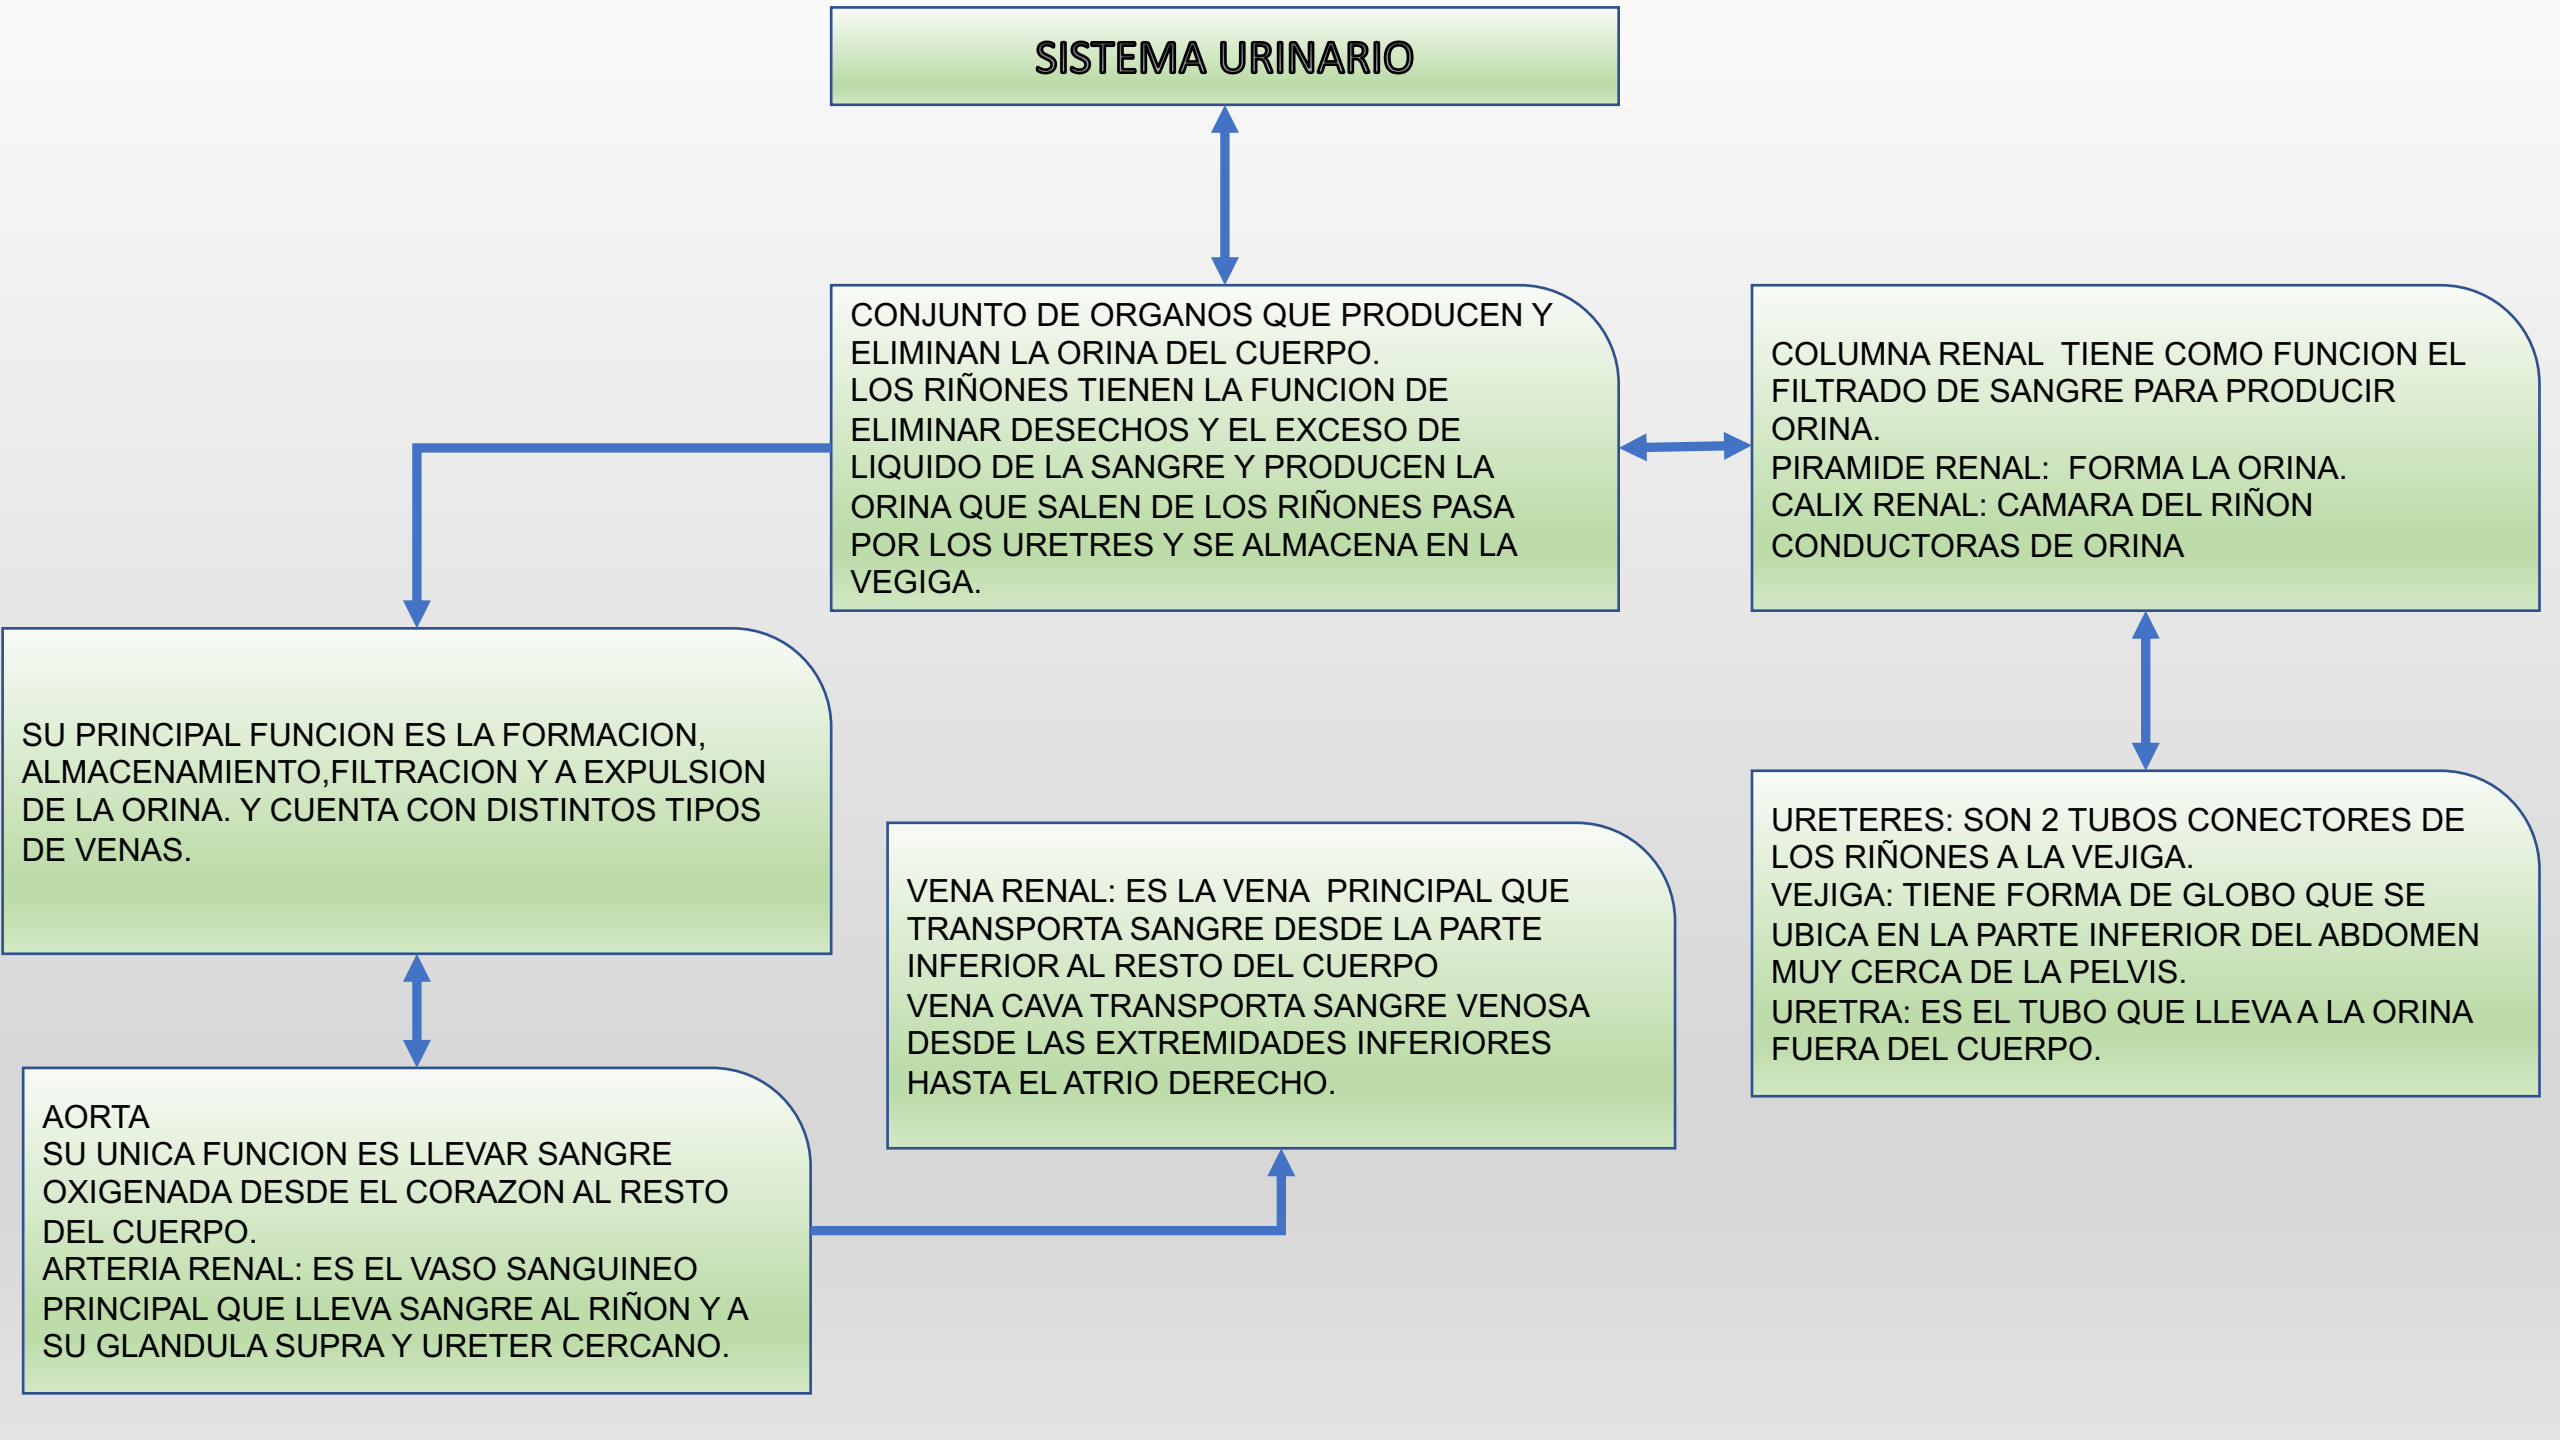 SISTEMA URINARIO
CONJUNTO DE ORGANOS QUE PRODUCEN Y
ELIMINAN LA ORINA DEL CUERPO.
LOS RIÑONES TIENEN LA FUNCION DE
ELIMINAR DESECHOS Y EL EXCESO DE
LIQUIDO DE LA SANGRE Y PRODUCEN LA
ORINA QUE SALEN DE LOS RIÑONES PASA
POR LOS URETRES Y SE ALMACENA EN LA
VEGIGA.
COLUMNA RENAL  TIENE COMO FUNCION EL
FILTRADO DE SANGRE PARA PRODUCIR
ORINA.
PIRAMIDE RENAL:  FORMA LA ORINA.
CALIX RENAL: CAMARA DEL RIÑON
CONDUCTORAS DE ORINA
SU PRINCIPAL FUNCION ES LA FORMACION,
ALMACENAMIENTO,FILTRACION Y A EXPULSION
DE LA ORINA. Y CUENTA CON DISTINTOS TIPOS
DE VENAS.
VENA RENAL: ES LA VENA  PRINCIPAL QUE
TRANSPORTA SANGRE DESDE LA PARTE
INFERIOR AL RESTO DEL CUERPO
VENA CAVA TRANSPORTA SANGRE VENOSA
DESDE LAS EXTREMIDADES INFERIORES
HASTA EL ATRIO DERECHO.
URETERES: SON 2 TUBOS CONECTORES DE
LOS RIÑONES A LA VEJIGA.
VEJIGA: TIENE FORMA DE GLOBO QUE SE
UBICA EN LA PARTE INFERIOR DEL ABDOMEN
MUY CERCA DE LA PELVIS.
URETRA: ES EL TUBO QUE LLEVA A LA ORINA
FUERA DEL CUERPO.
AORTA
SU UNICA FUNCION ES LLEVAR SANGRE
OXIGENADA DESDE EL CORAZON AL RESTO
DEL CUERPO.
ARTERIA RENAL: ES EL VASO SANGUINEO
PRINCIPAL QUE LLEVA SANGRE AL RIÑON Y A
SU GLANDULA SUPRA Y URETER CERCANO.